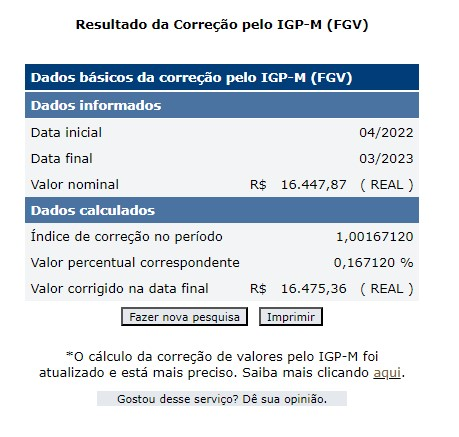 Resultado da Correção pelo IGP-M (FGV)
Dados básicos da correção pelo IGP-M (FGV)
Dados informados
Data inicial 04/2022
Data final 03/2023
Valor nominal R$ 16.447,87 ( REAL )
Dados calculados
Índice de correção no período 1,00167120
Valor percentual correspondente 0,167120 %
Valor corrigido na data final R$ 16.475,36 ( REAL )
Fazer nova pesquisa Imprimir
*O cálculo da correção de valores pelo IGP-M foi
atualizado e está mais preciso. Saiba mais clicando aqui.
Gostou desse serviço? Dê sua opinião.